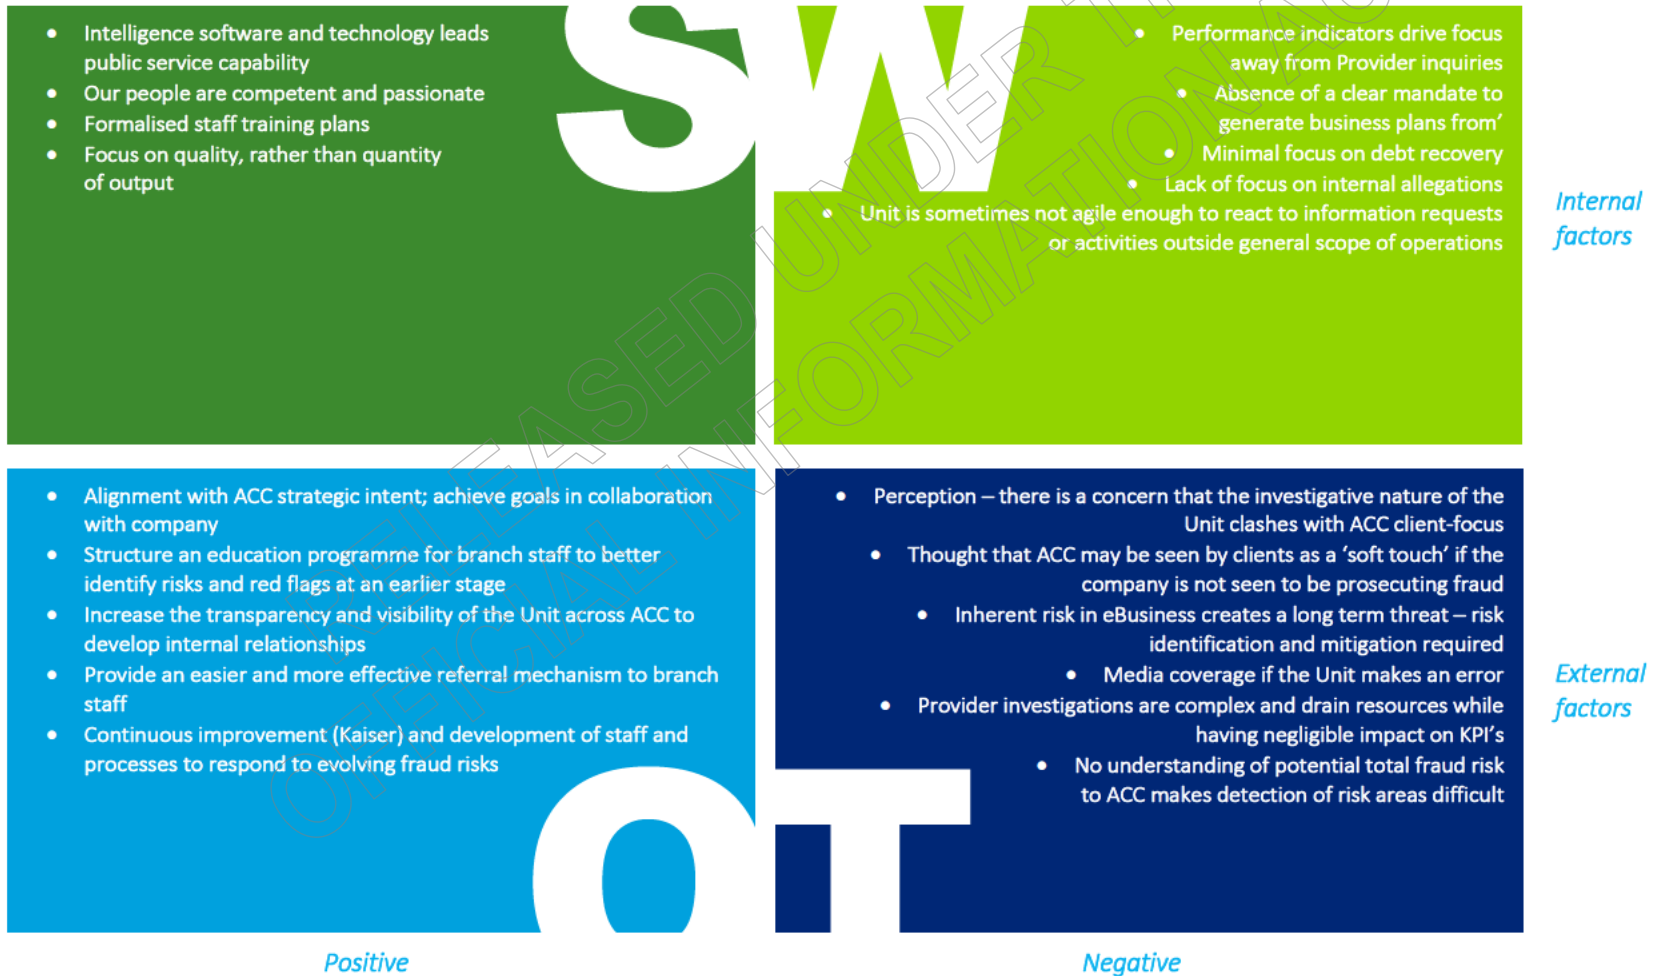 S
W
• Intelligence software and technology leads
public service capability
• Our people are competent and passionate
• Formalised staff training plans
• Focus on quality, rather than quantity
of output
• Performance indicators drive focus
away from Provider inquiries
• Absence of a clear mandate to
generate business plans from’
• Minimal focus on debt recovery
• Lack of focus on internal allegations
• Unit is sometimes not agile enough to react to information requests
or activities outside general scope of operations
Internal
factors
• Alignment with ACC strategic intent; achieve goals in collaboration
with company
• Structure an education programme for branch staff to better
identify risks and red flags at an earlier stage
• Increase the transparency and visibility of the Unit across ACC to
develop internal relationships
• Provide an easier and more effective referral mechanism to branch
staff
• Continuous improvement (Kaiser) and development of staff and
processes to respond to evolving fraud risks
• Perception – there is a concern that the investigative nature of the
Unit clashes with ACC client-focus
• Thought that ACC may be seen by clients as a ‘soft touch’ if the
company is not seen to be prosecuting fraud
• Inherent risk in eBusiness creates a long term threat – risk
identification and mitigation required
• Media coverage if the Unit makes an error
• Provider investigations are complex and drain resources while
having negligible impact on KPI’s
• No understanding of potential total fraud risk
to ACC makes detection of risk areas difficult
External
factors
O
T
Positive
Negative
RELEASED UNDER
OFFICIAL INFORMATION